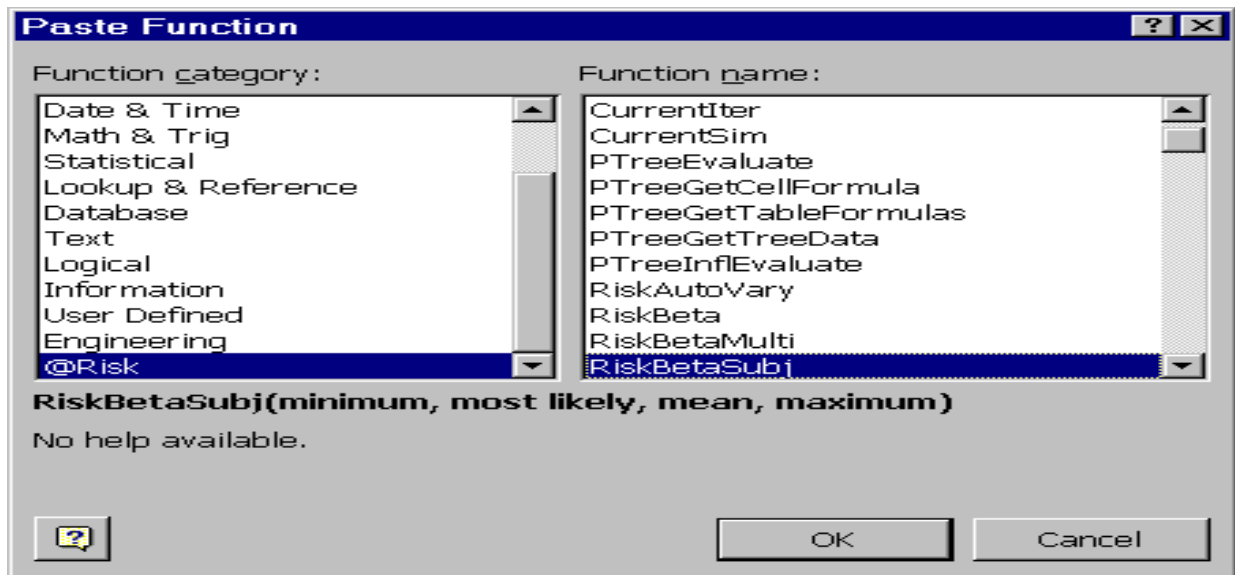 Paste Function
Function category:
Date & Time
Math & Trig
Statistical
Lookup & Reference
Database
Text
Logical
Information
User Defined
Engineering
@Risk
Function name:
CurrentIter
CurrentSim
PTreeEvaluate
PTreeGetCellFormula
PTreeGetTableFormulas
PTreeGetTreeData
PTreeInflEvaluate
RiskAutoVary
RiskBeta
RiskBetaMulti
RiskBetaSubj
RiskBetaSubj(minimum, most likely, mean, maximum)
No help available.
OK
Cancel